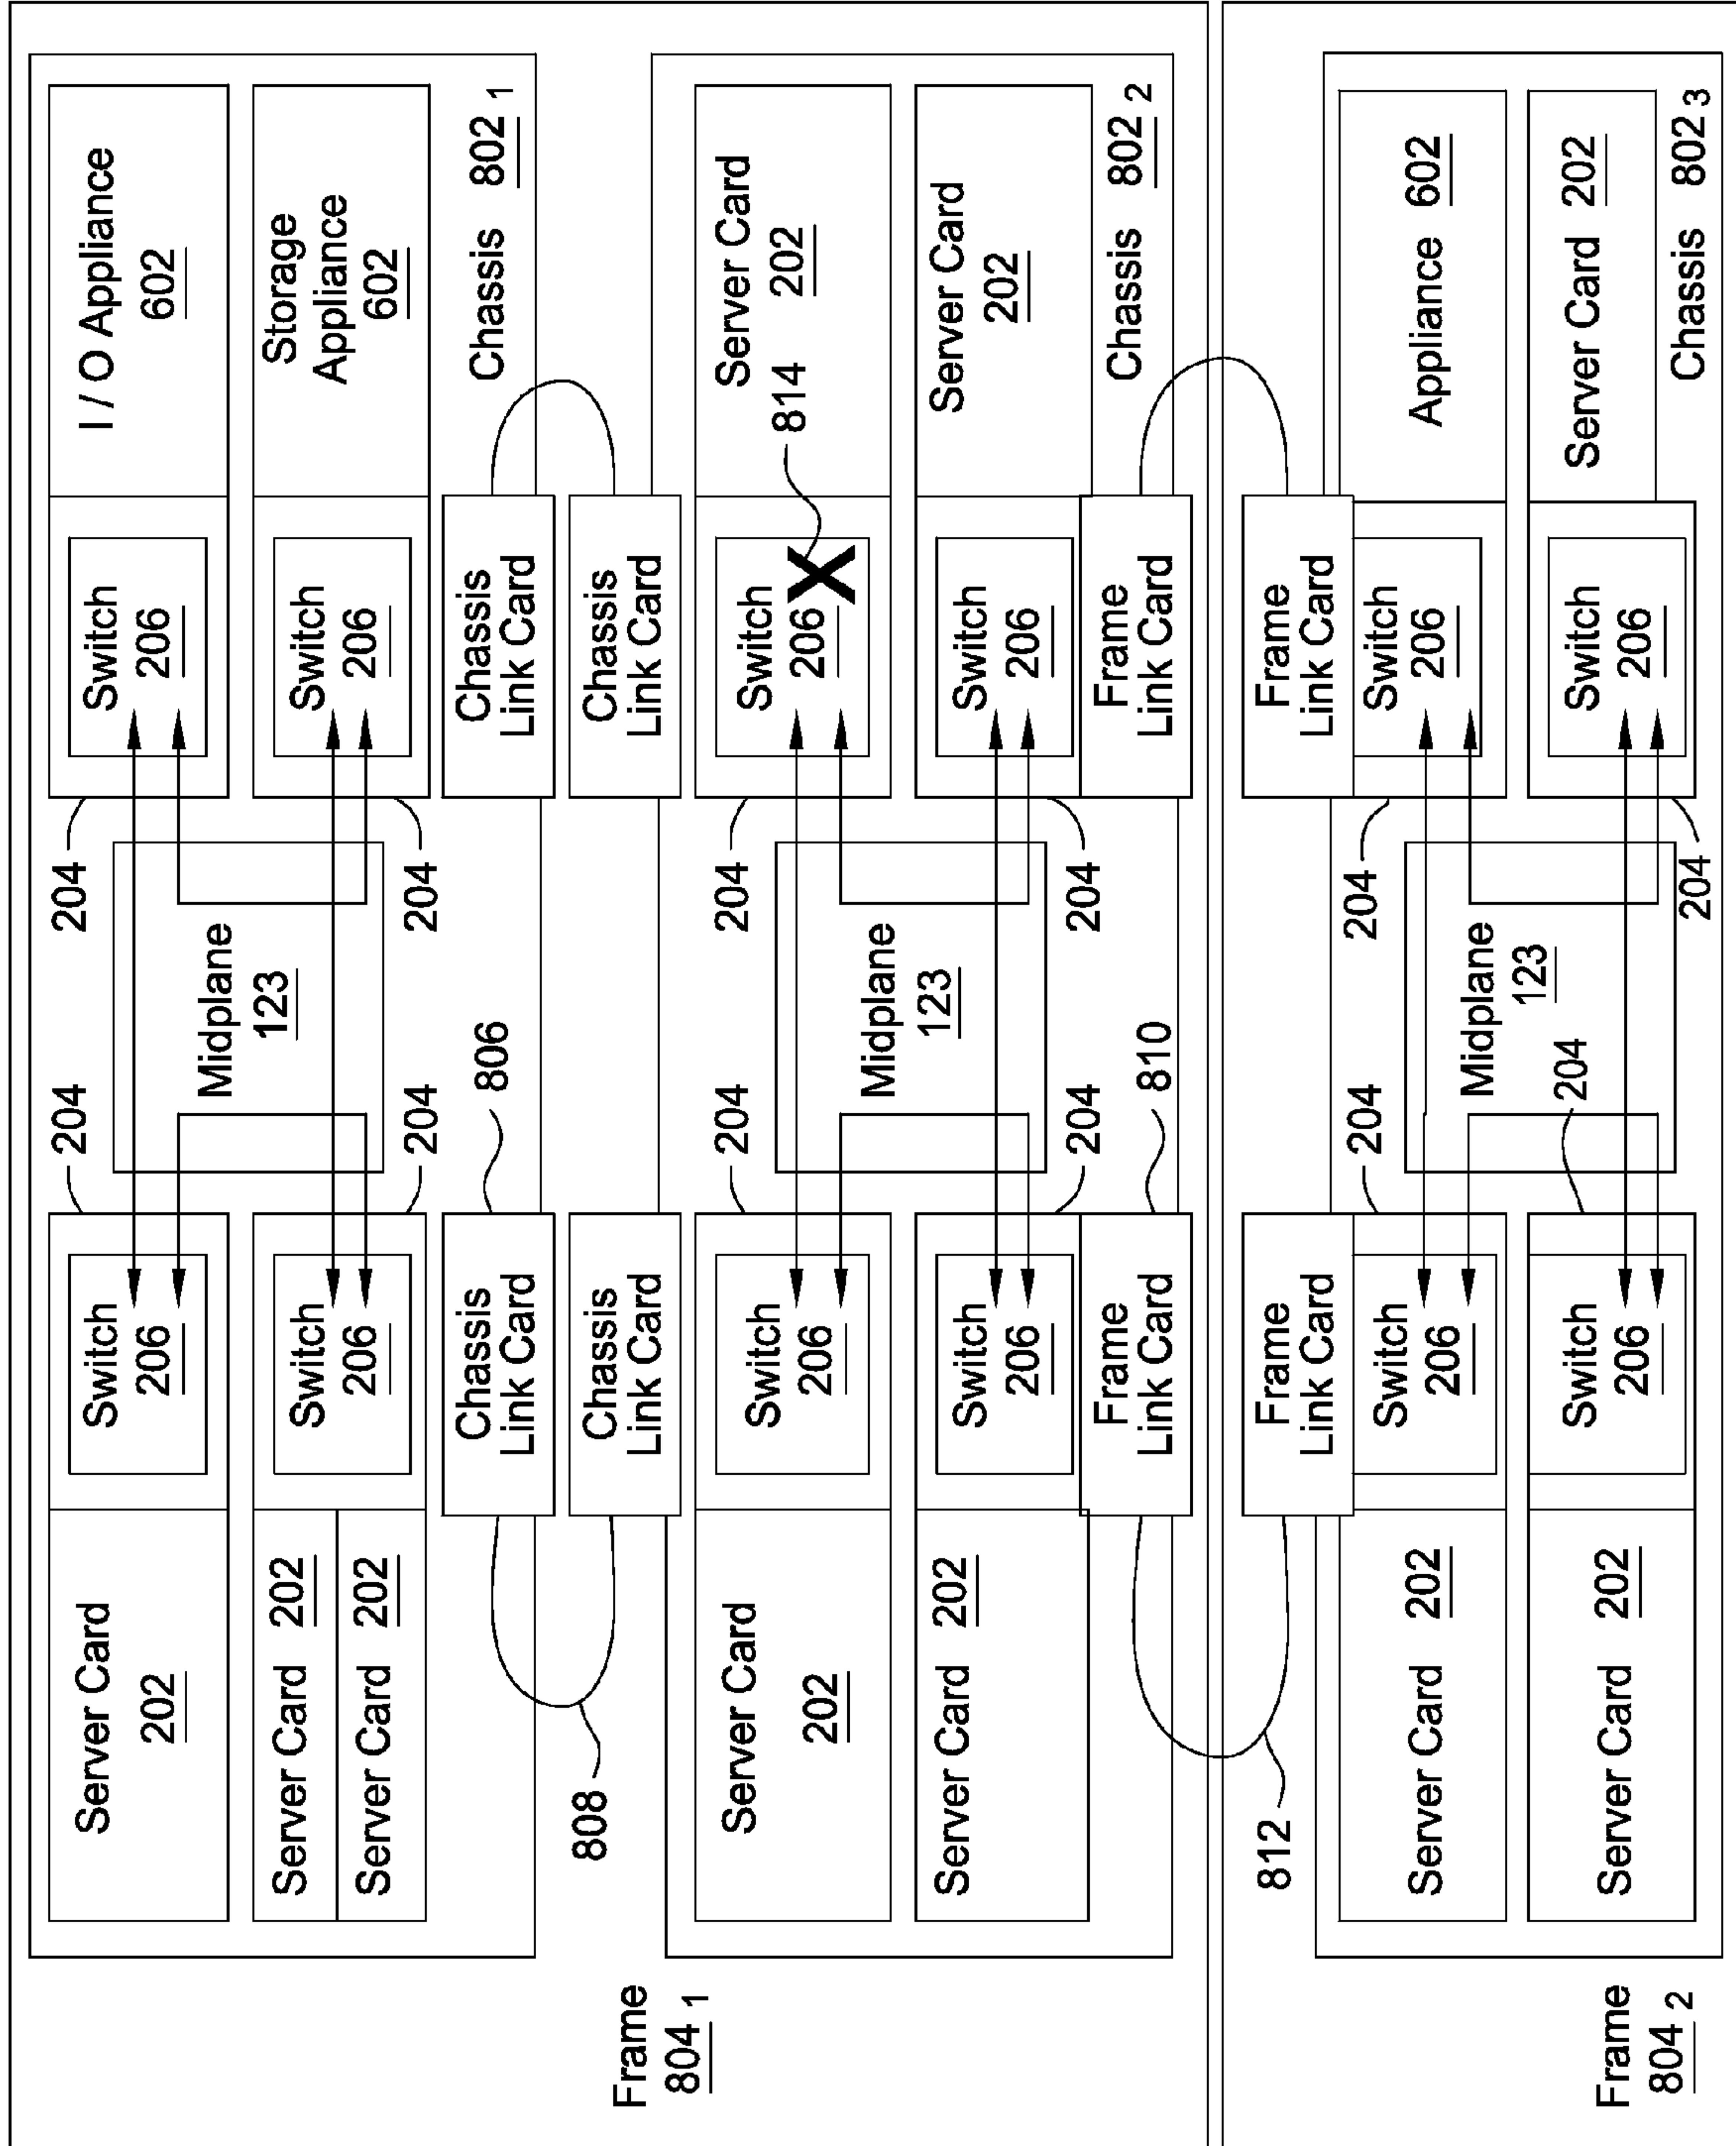 Server Card
202
Switch
206
204
204
Switch
206
I / O Appliance
602
Midplane
123
Server Card 202
Server Card 202
Switch
206
204
204
Switch
206
Storage
Appliance
602
Chassis
Link Card
806
Chassis
Link Card
Chassis 802 1
808
Chassis
Link Card
Chassis
Link Card
Frame
804 1
Server Card
202
Switch
206
204
204
Switch
206
814
Server Card
202
Midplane
123
Server Card 202
Switch
206
204
204
Switch
206
Server Card
202
Frame
Link Card
810
Frame
Link Card
Chassis 802 2
812
Frame
Link Card
Frame
Link Card
Server Card 202
Switch
206
204
204
Switch
206
Appliance 602
Midplane
123
Server Card 202
Switch
206
204
204
Switch
206
Server Card 202
Chassis 802 3
Frame
804 2